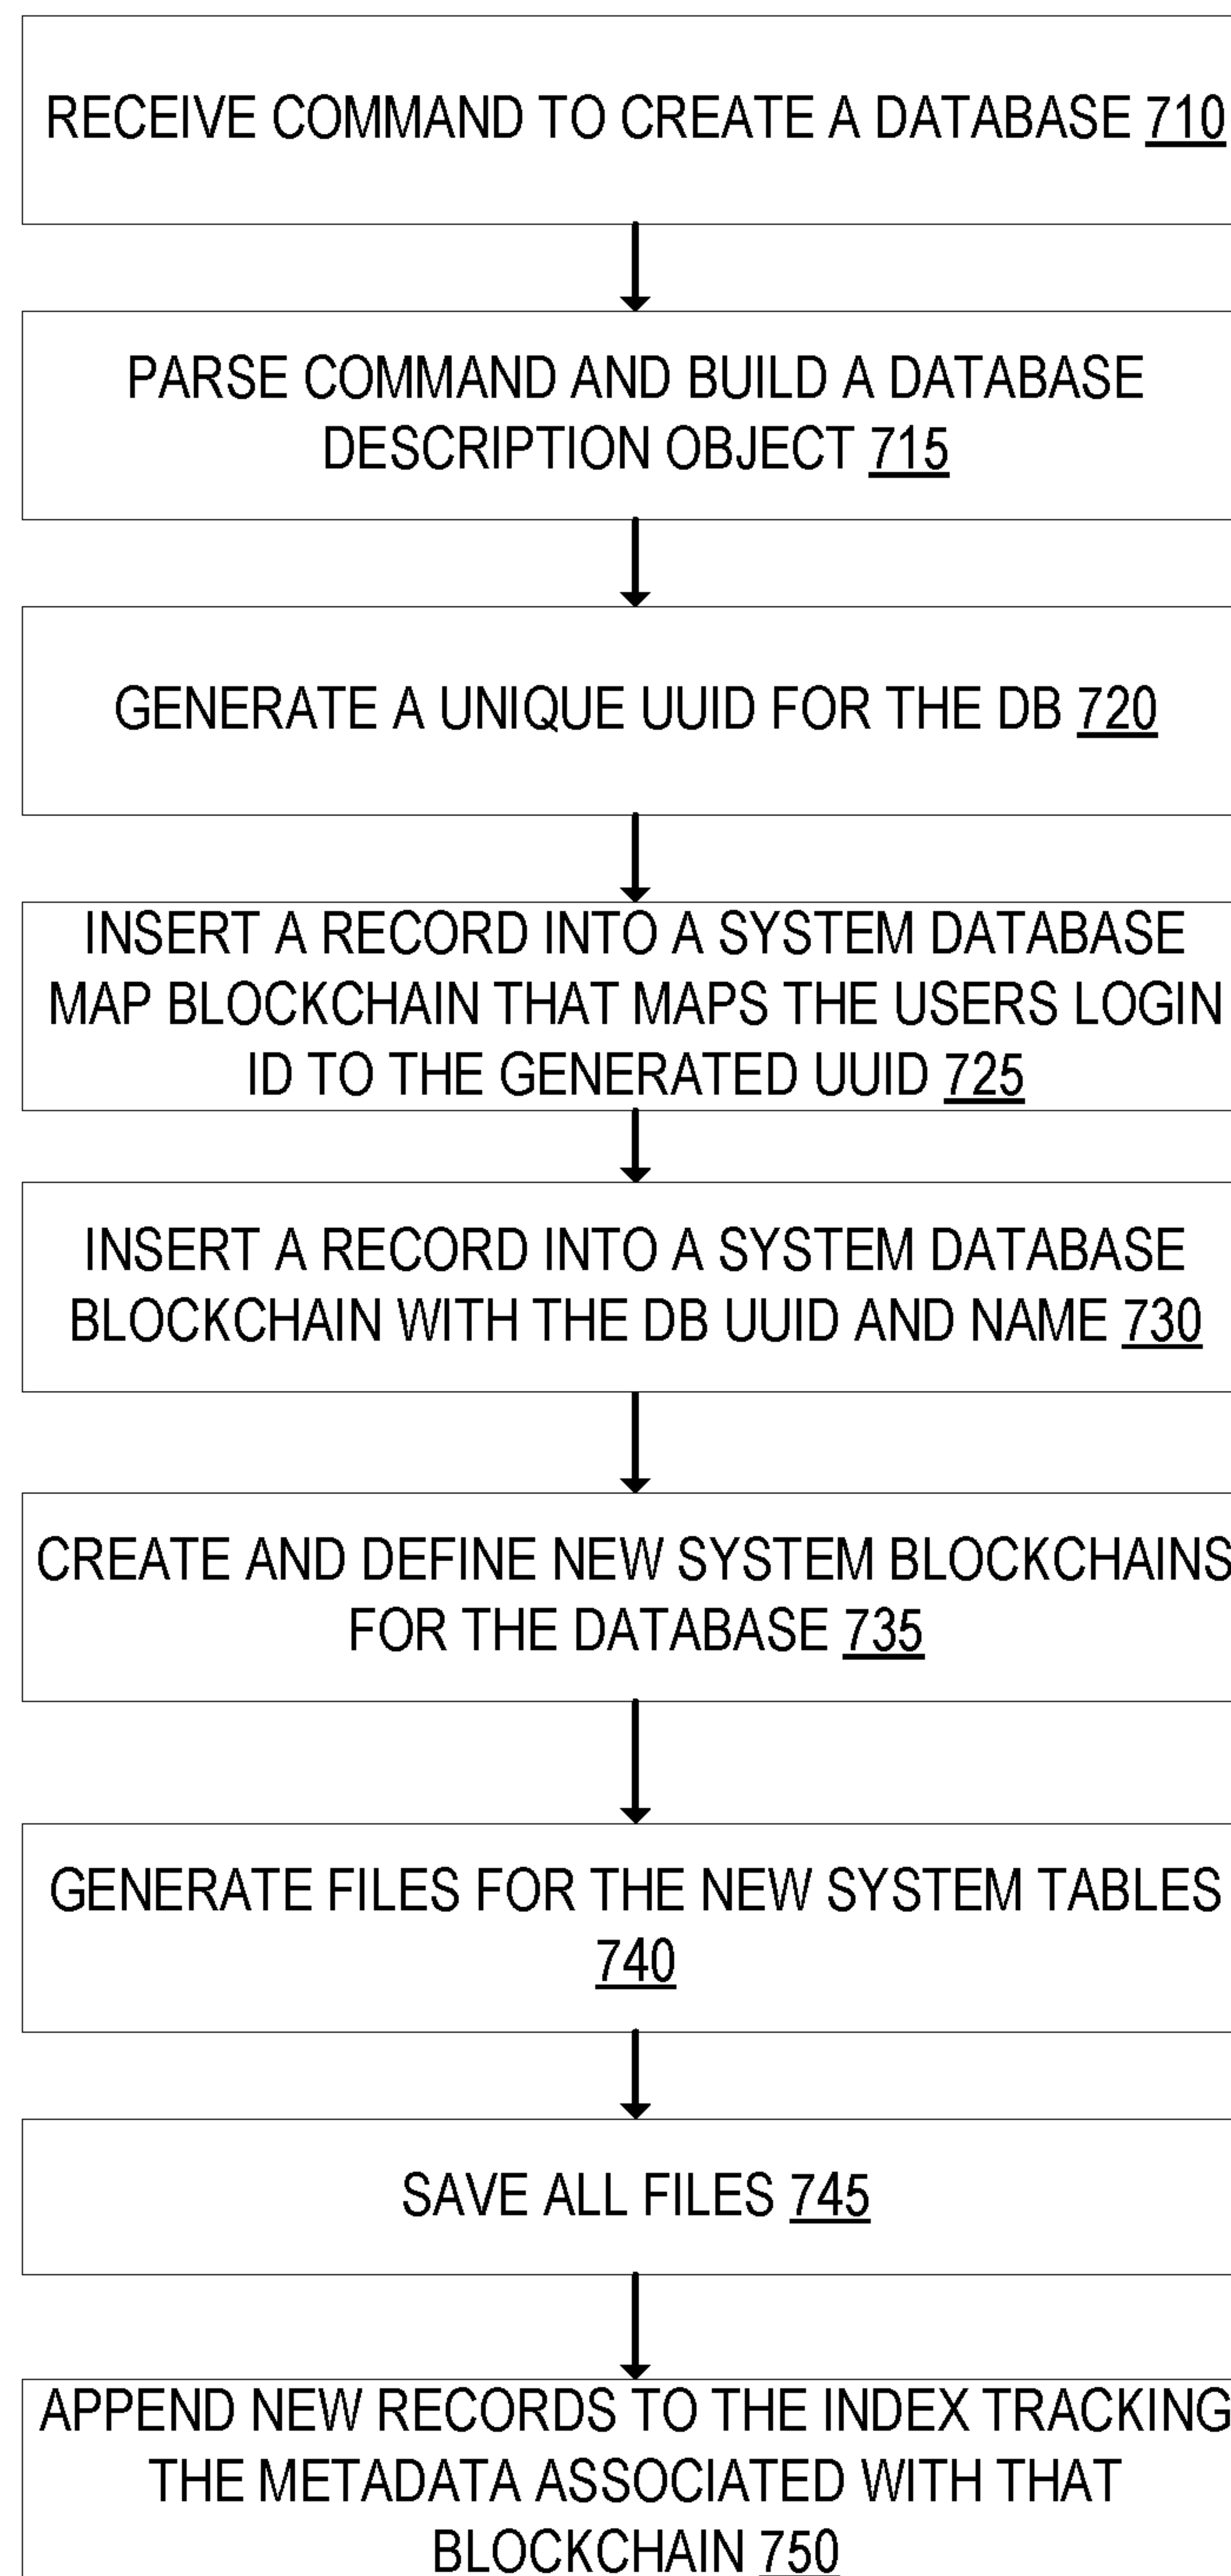 RECEIVE COMMAND TO CREATE A DATABASE 710
PARSE COMMAND AND BUILD A DATABASE
DESCRIPTION OBJECT 715
GENERATE A UNIQUE UUID FOR THE DB 720
INSERT A RECORD INTO A SYSTEM DATABASE
MAP BLOCKCHAIN THAT MAPS THE USERS LOGIN
ID TO THE GENERATED UUID 725
INSERT A RECORD INTO A SYSTEM DATABASE
BLOCKCHAIN WITH THE DB UUID AND NAME 730
CREATE AND DEFINE NEW SYSTEM BLOCKCHAINS
FOR THE DATABASE 735
GENERATE FILES FOR THE NEW SYSTEM TABLES
740
SAVE ALL FILES 745
APPEND NEW RECORDS TO THE INDEX TRACKING
THE METADATA ASSOCIATED WITH THAT
BLOCKCHAIN 750